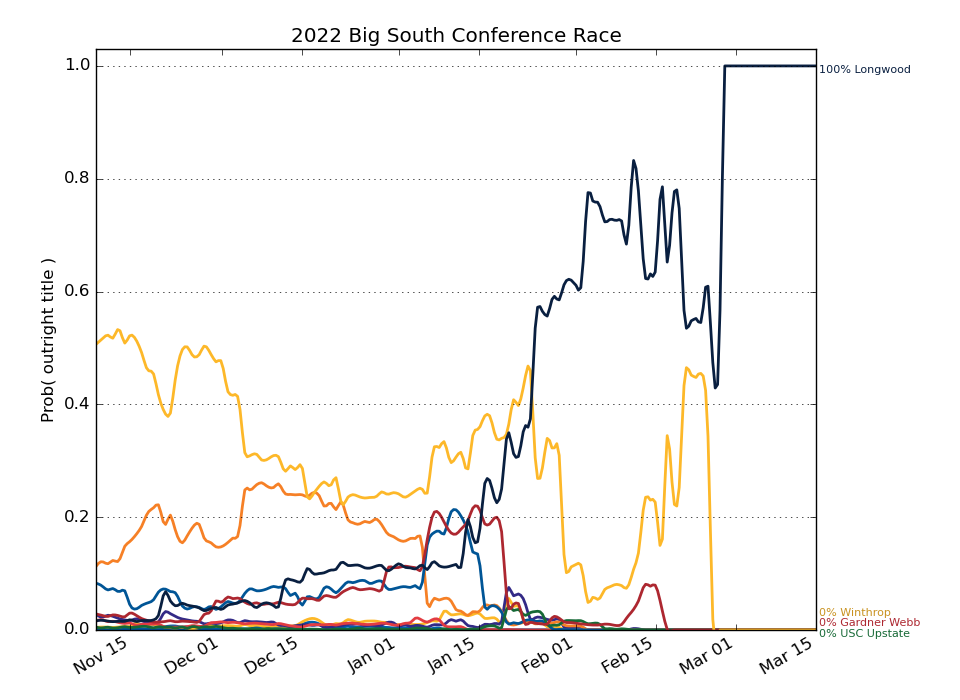 2022 Big South Conference Race
Prob( outright title )
1.0
0.8
0.6
0.4
0.2
0.0
Nov 15
Dec 01
Dec 15
Jan 01
Jan 15
Feb 01
Feb 15
Mar 01
Mar 15
100% Longwood
0% Winthrop
0% Gardner Webb
0% USC Upstate